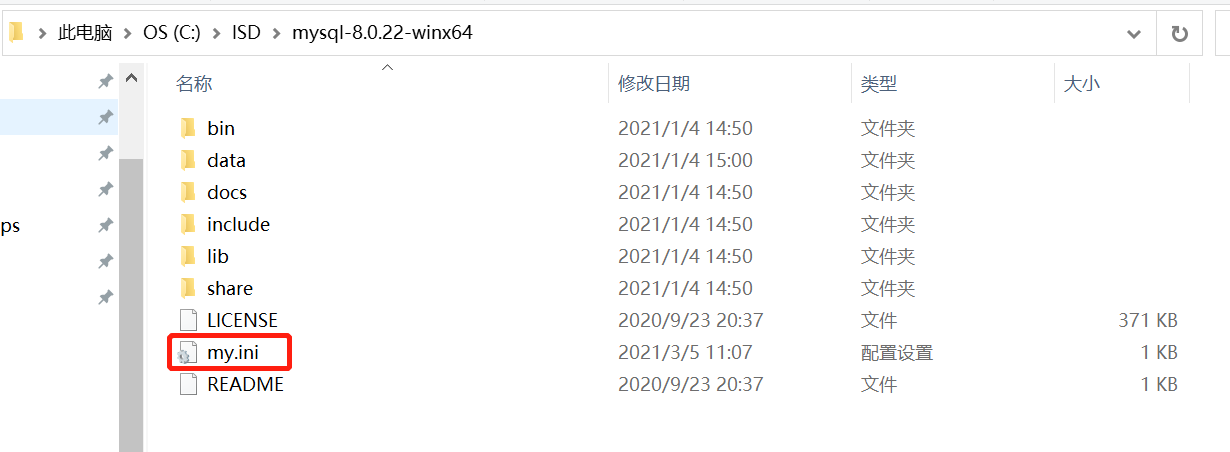 此电脑 > OS (C:) > ISD > mysql-8.0.22-winx64
名称 修改日期 类型 大小
bin 2021/1/4 14:50 文件夹
data 2021/1/4 15:00 文件夹
docs 2021/1/4 14:50 文件夹
include 2021/1/4 14:50 文件夹
ps
lib 2021/1/4 14:50 文件夹
share 2021/1/4 14:50 文件夹
LICENSE 2020/9/23 20:37 文件 371 KB
my.ini 2021/3/5 11:07 配置设置 1 KB
README 2020/9/23 20:37 文件 1 KB